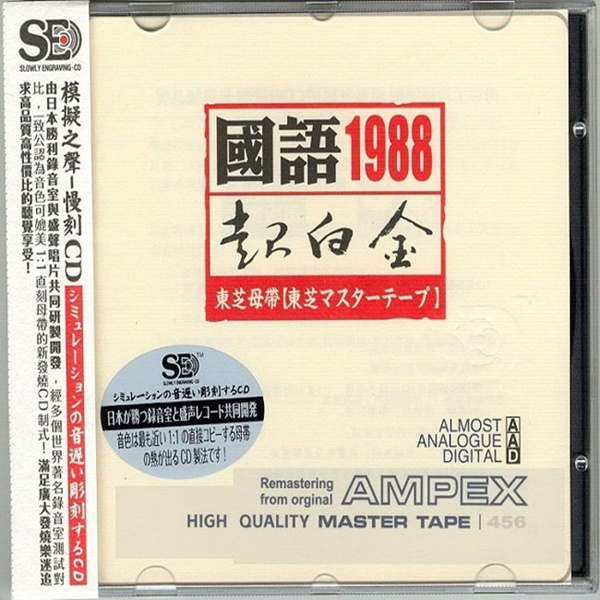 SE
SLOWLY ENGRAVING-CD
模擬之聲-慢刻CD シミュレーションの音遅い彫刻するCD
由日本勝利錄音室與盛聲唱片共同研製開發，經多個世界著名錄音室測試對
比，一致公認為音色可媲美1:1直刻母帶的新發燒CD制式！滿足廣大發燒樂迷追
求高品質高性價比的聽覺享受！
國語1988
超白金
東芝母帶【東芝マスターテープ】
SE TM
SLOWLY ENGRAVING-CD
シミュレーションの音遅い彫刻するCD
日本が勝つ録音室と盛声レコード共同開発
音色は最も近い1:1の直接コピーする母帯
の熱が出るCD製法です！
ALMOST A
ANALOGUE A
DIGITAL D
Remastering
from orginal AMPEX
HIGH QUALITY MASTER TAPE | 456